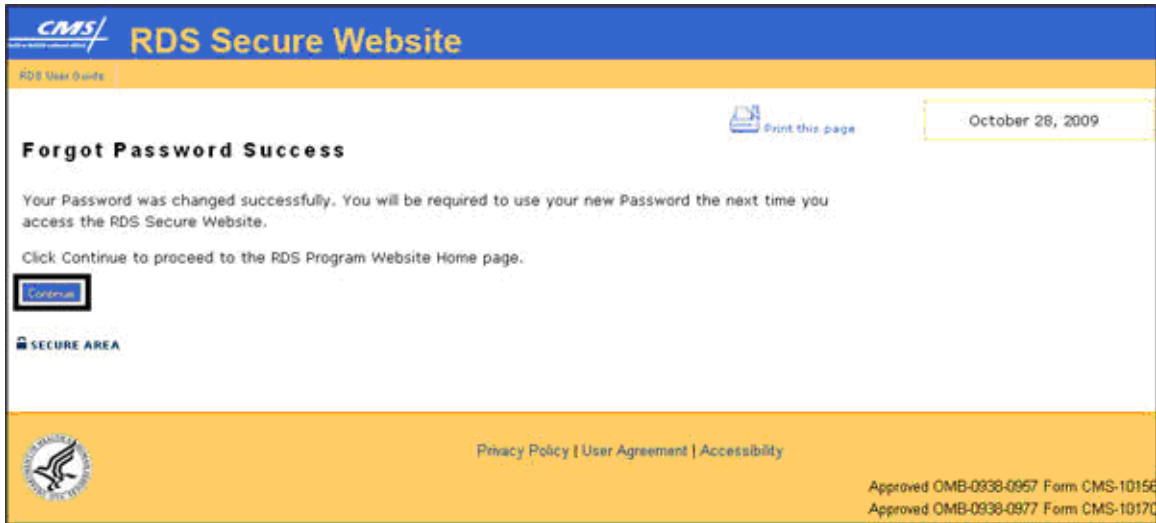 CMS/
RDS Secure Website
RDS User Guide
Print this page
October 28, 2009
Forgot Password Success
Your Password was changed successfully. You will be required to use your new Password the next time you
access the RDS Secure Website.
Click Continue to proceed to the RDS Program Website Home page.
Continue
SECURE AREA
Privacy Policy | User Agreement | Accessibility
Approved OMB-0938-0957 Form CMS-10156
Approved OMB-0938-0977 Form CMS-10170